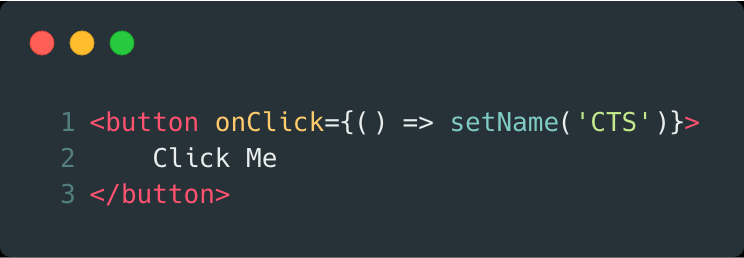 1 <button onClick={() => setName('CTS')}>
2     Click Me
3 </button>